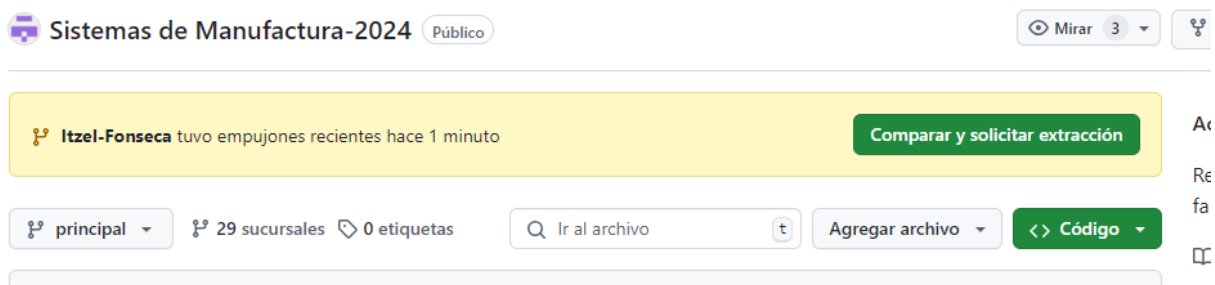 Sistemas de Manufactura-2024 Público
Mirar 3
Itzel-Fonseca tuvo empujones recientes hace 1 minuto
Comparar y solicitar extracción
principal
29 sucursales
0 etiquetas
Ir al archivo
t
Agregar archivo
<> Código